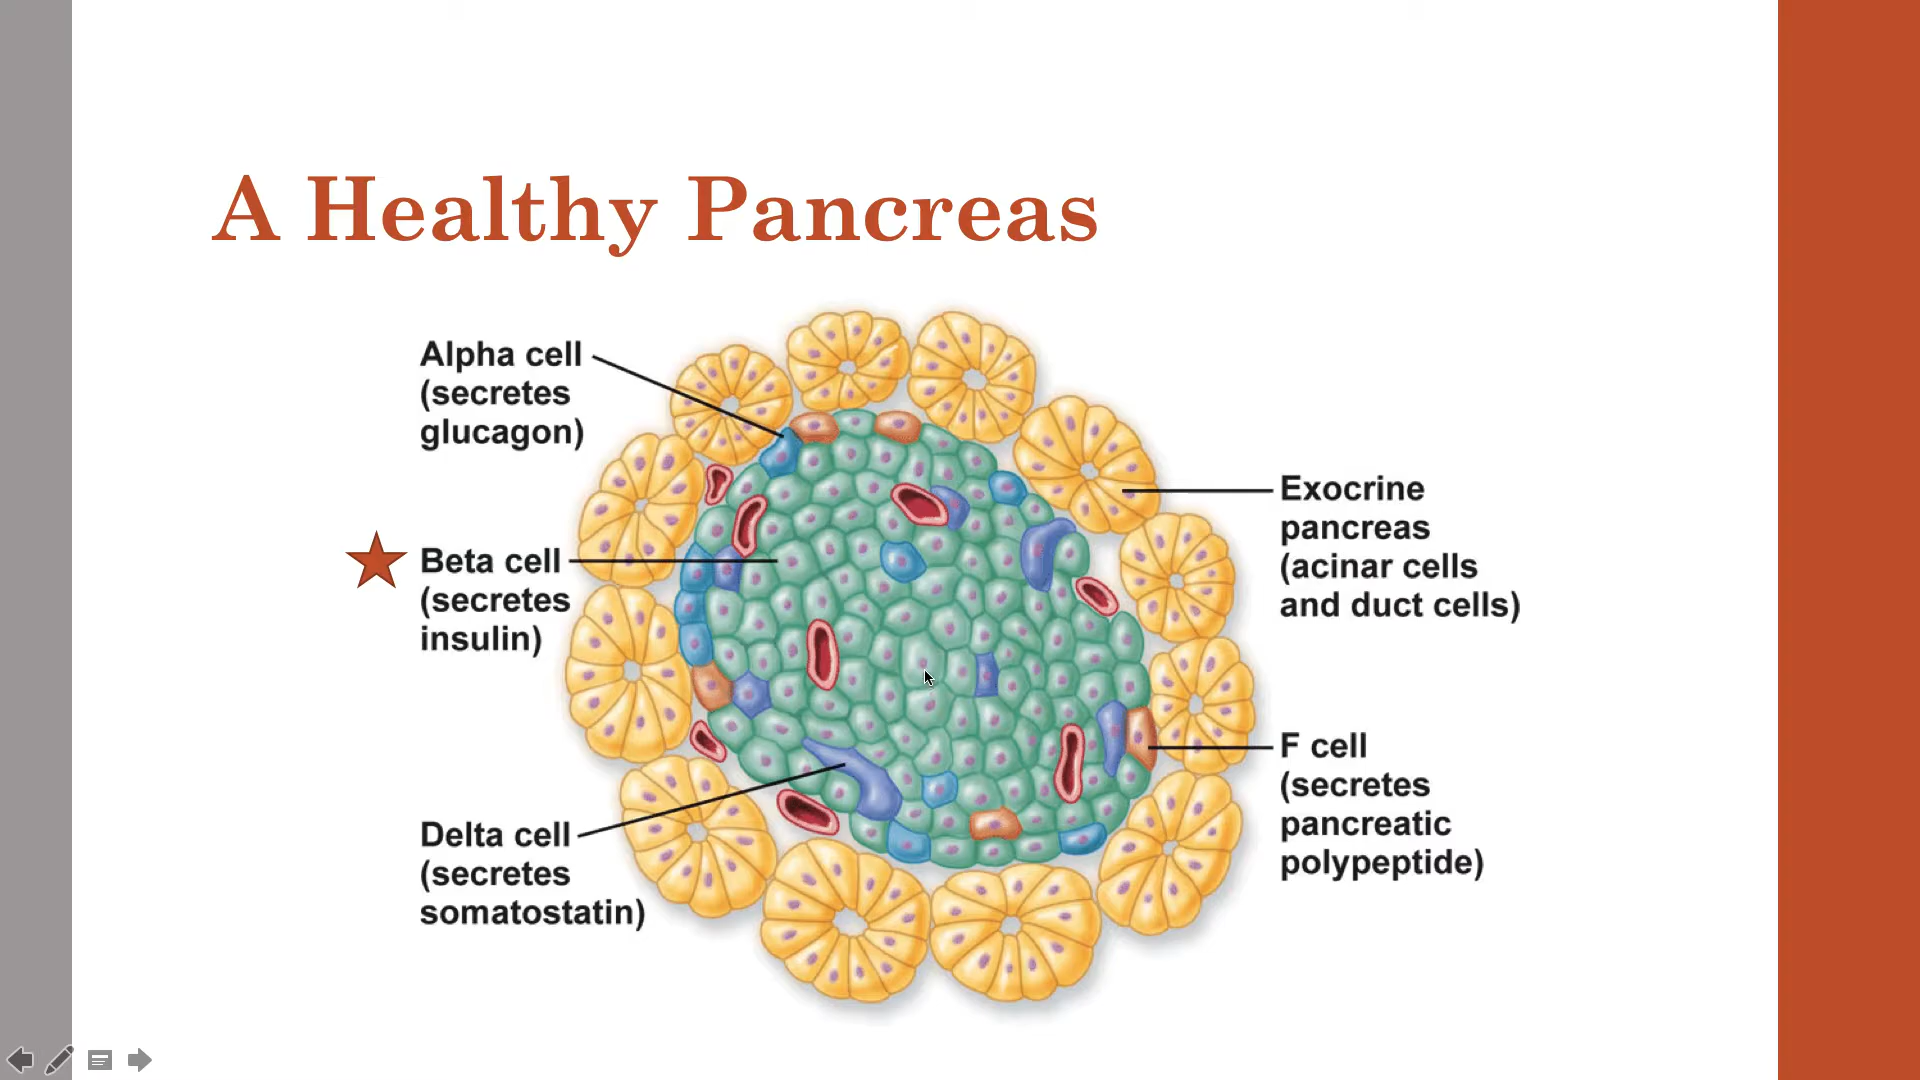 A Healthy Pancreas
Alpha cell
(secretes
glucagon)
Beta cell
(secretes
insulin)
Delta cell
(secretes
somatostatin)
Exocrine
pancreas
(acinar cells
and duct cells)
F cell
(secretes
pancreatic
polypeptide)